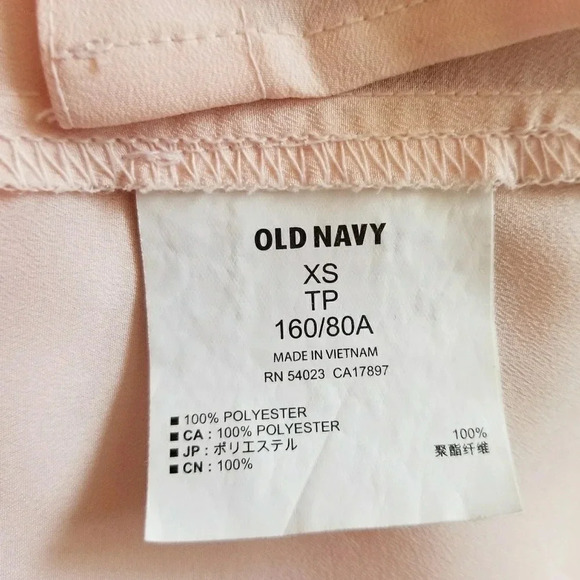 OLD NAVY
XS
TP
160/80A
MADE IN VIETNAM
RN 54023 CA17897
■ 100% POLYESTER
■ CA : 100% POLYESTER
■ JP : ポリエステル 100%
■ CN : 100% 聚酯纤维